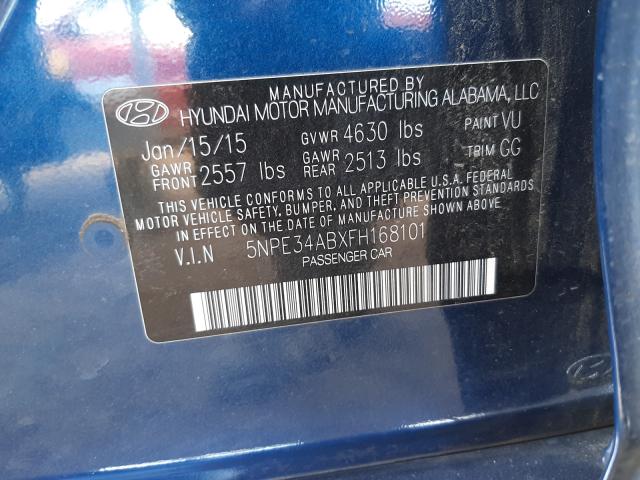 MANUFACTURED BY
HYUNDAI MOTOR MANUFACTURING ALABAMA, LLC
Jan/15/15 GVWR 4630 lbs PAINT VU
GAWR FRONT 2557 lbs GAWR REAR 2513 lbs TRIM GG
THIS VEHICLE CONFORMS TO ALL APPLICABLE U.S.A. FEDERAL
MOTOR VEHICLE SAFETY, BUMPER, AND THEFT PREVENTION STANDARDS
IN EFFECT ON THE DATE OF MANUFACTURE SHOWN ABOVE.
V.I.N 5NPE34ABXFH168101
PASSENGER CAR